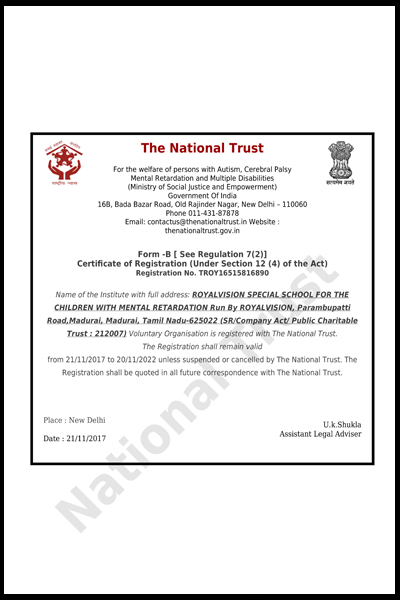 The National Trust
For the welfare of persons with Autism, Cerebral Palsy
Mental Retardation and Multiple Disabilities
(Ministry of Social Justice and Empowerment)
Government Of India
16B, Bada Bazar Road, Old Rajinder Nagar, New Delhi – 110060
Phone 011-431-87878
Email: contactus@thenationaltrust.in Website :
thenationaltrust.gov.in
सत्यमेव जयते
राष्ट्रीय न्यास
Form -B [ See Regulation 7(2)]
Certificate of Registration (Under Section 12 (4) of the Act)
Registration No. TROY16515816890
Name of the Institute with full address: ROYALVISION SPECIAL SCHOOL FOR THE
CHILDREN WITH MENTAL RETARDATION Run By ROYALVISION, Parambupatti
Road,Madurai, Madurai, Tamil Nadu-625022 (SR/Company Act/ Public Charitable
Trust : 212007) Voluntary Organisation is registered with The National Trust.
The Registration shall remain valid
from 21/11/2017 to 20/11/2022 unless suspended or cancelled by The National Trust. The
Registration shall be quoted in all future correspondence with The National Trust.
Place : New Delhi
Date : 21/11/2017
U.k.Shukla
Assistant Legal Adviser
National Trust